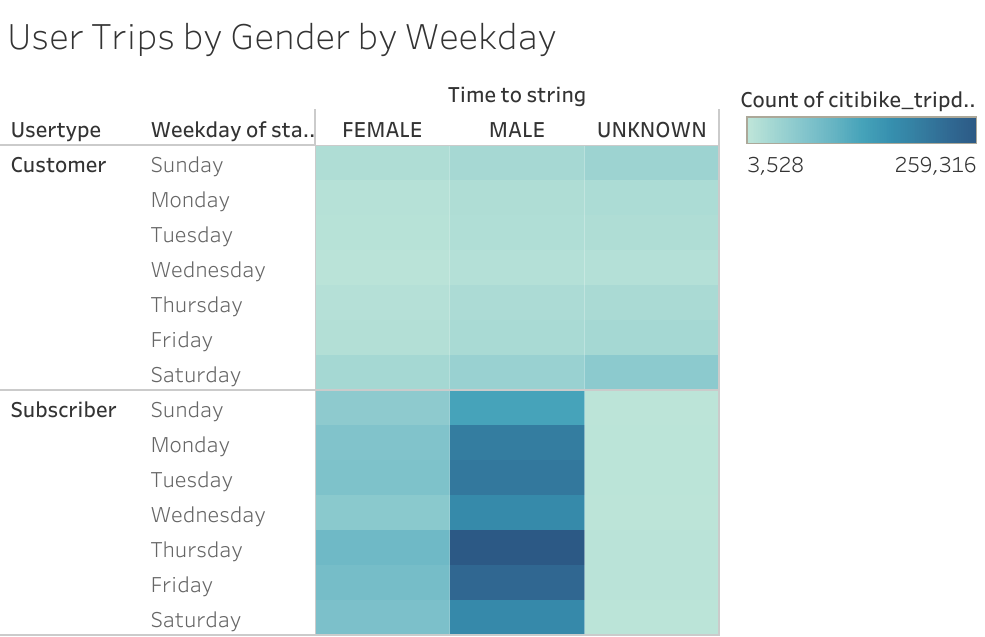 User Trips by Gender by Weekday
Time to string
Count of citibike_tripd..
Usertype Weekday of sta.. FEMALE MALE UNKNOWN
3,528 259,316
Customer Sunday
Monday
Tuesday
Wednesday
Thursday
Friday
Saturday
Subscriber Sunday
Monday
Tuesday
Wednesday
Thursday
Friday
Saturday